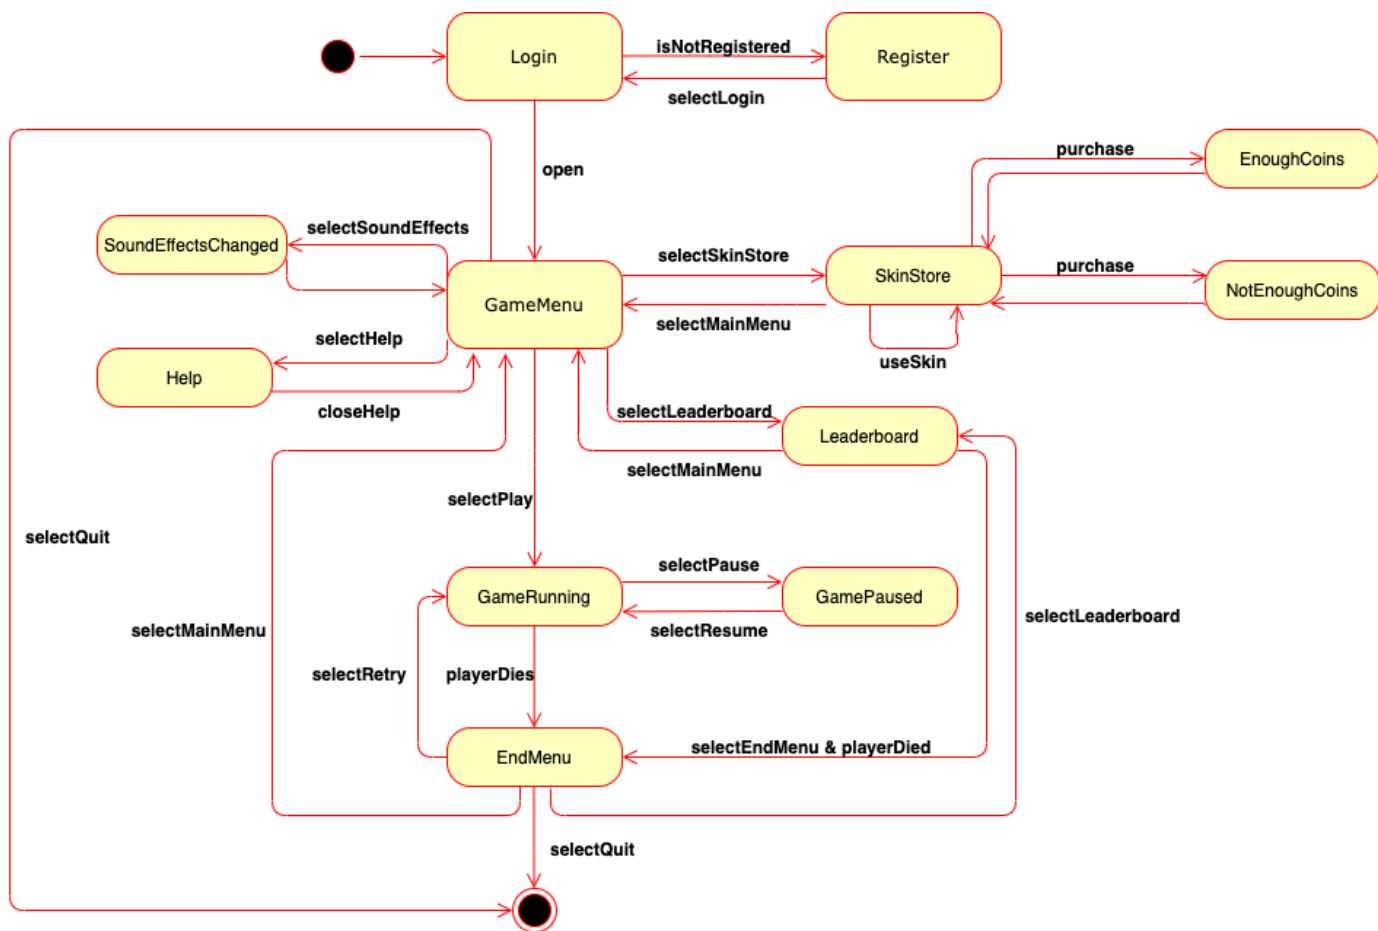 Login
isNotRegistered
Register
selectLogin
open
purchase
EnoughCoins
selectSoundEffects
SoundEffectsChanged
selectSkinStore
SkinStore
purchase
NotEnoughCoins
GameMenu
selectMainMenu
useSkin
selectHelp
Help
closeHelp
selectLeaderboard
Leaderboard
selectMainMenu
selectPlay
selectQuit
selectPause
GameRunning
GamePaused
selectResume
selectMainMenu
selectLeaderboard
selectRetry
playerDies
selectEndMenu & playerDied
EndMenu
selectQuit